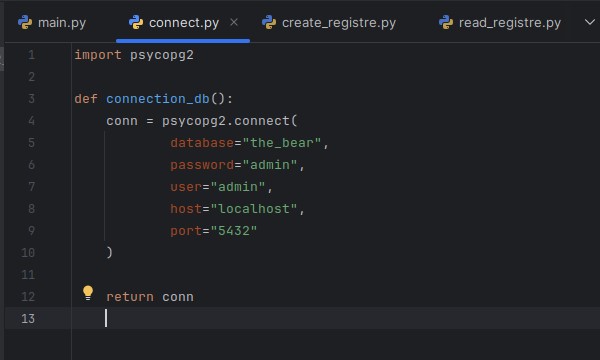 main.py connect.py × create_registre.py read_registre.py
1 import psycopg2
2
3 def connection_db():
4     conn = psycopg2.connect(
5             database="the_bear",
6             password="admin",
7             user="admin",
8             host="localhost",
9             port="5432"
10     )
11
12     return conn
13